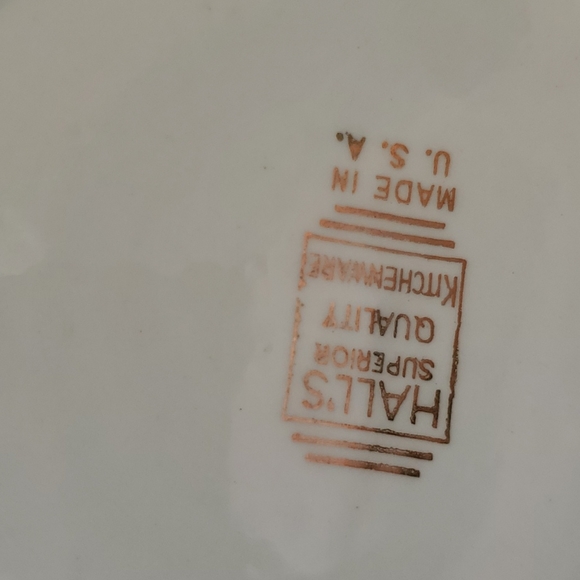 HALL'S
SUPERIOR
QUALITY
KITCHENWARE
MADE IN
U. S. A.